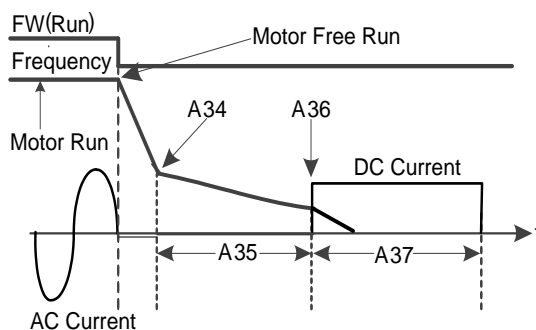 FW(Run)
Motor Free Run
Frequency
A34
A36
Motor Run
DC Current
A35
A37
AC Current